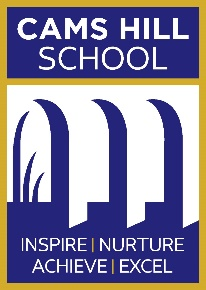 CAMS HILL
SCHOOL
INSPIRE | NURTURE
ACHIEVE | EXCEL